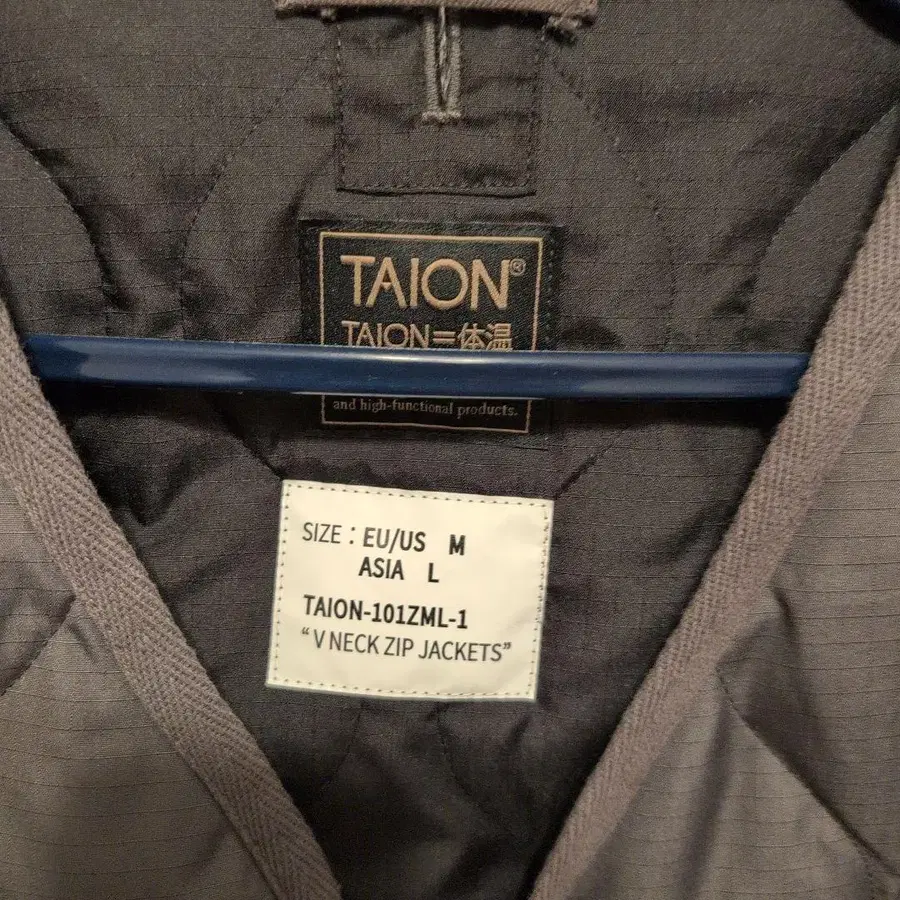 TAION®
TAION=体温
and high-functional products.
SIZE : EU/US M
ASIA L
TAION-101ZML-1
“V NECK ZIP JACKETS”